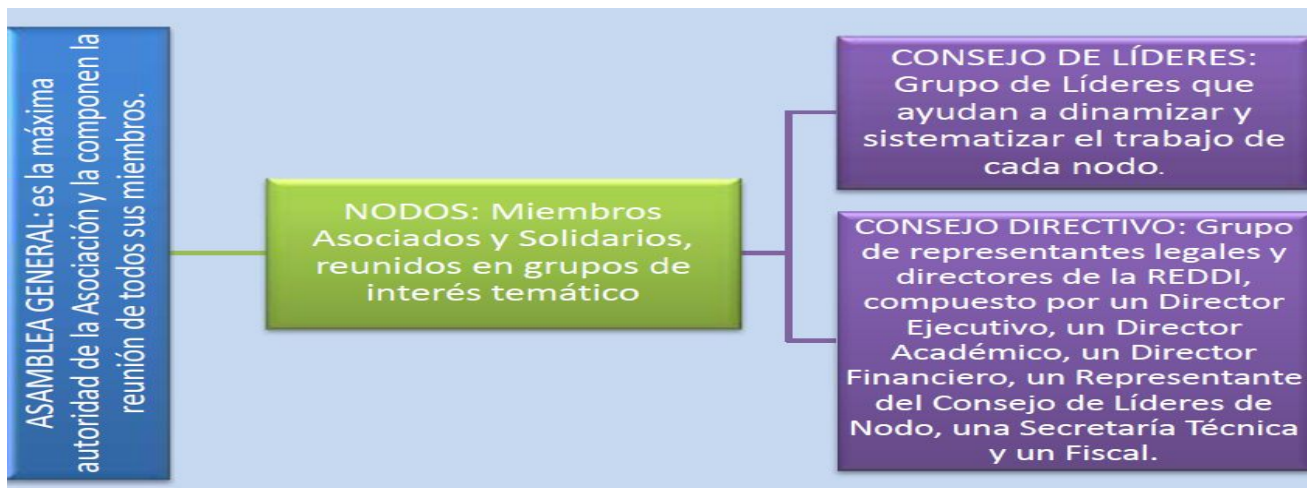 ASAMBLEA GENERAL: es la máxima
autoridad de la Asociación y la componen la
reunión de todos sus miembros.
NODOS: Miembros
Asociados y Solidarios,
reunidos en grupos de
interés temático
CONSEJO DE LÍDERES:
Grupo de Líderes que
ayudan a dinamizar y
sistematizar el trabajo de
cada nodo.
CONSEJO DIRECTIVO: Grupo
de representantes legales y
directores de la REDDI,
compuesto por un Director
Ejecutivo, un Director
Académico, un Director
Financiero, un Representante
del Consejo de Líderes de
Nodo, una Secretaría Técnica
y un Fiscal.